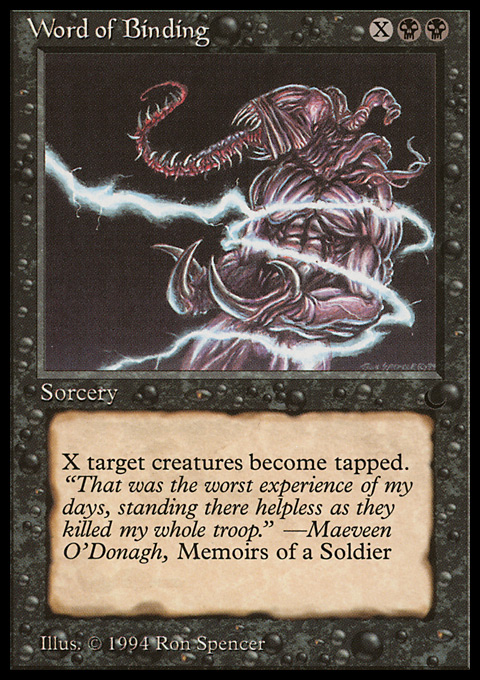 Word of Binding
X
Sorcery
X target creatures become tapped.
“That was the worst experience of my
days, standing there helpless as they
killed my whole troop.” —Maeveen
O’Donagh, Memoirs of a Soldier
Illus. © 1994 Ron Spencer